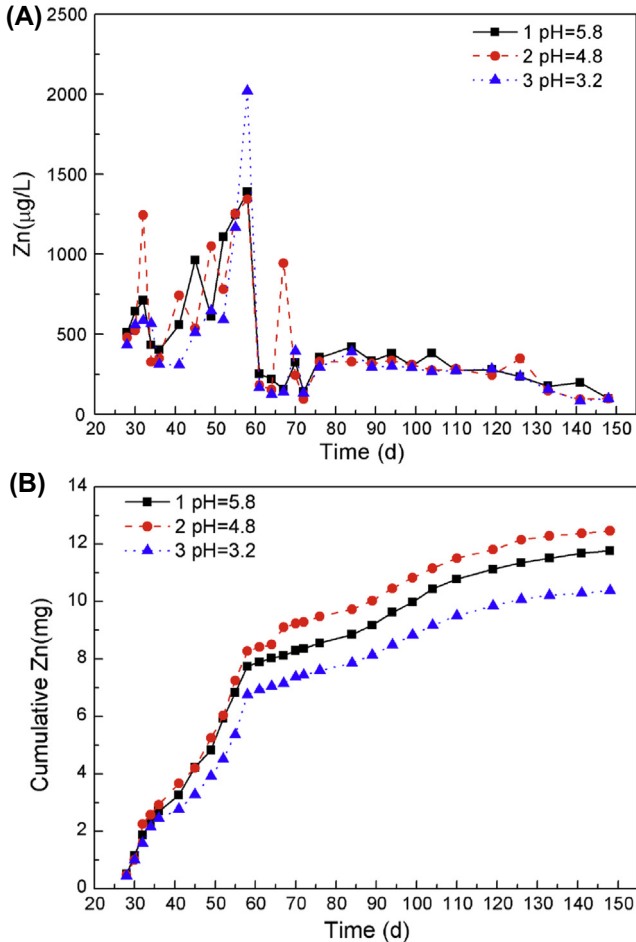 (A)
1 pH=5.8
2 pH=4.8
3 pH=3.2
2500
2000
1500
1000
500
0
Zn(μg/L)
20 30 40 50 60 70 80 90 100 110 120 130 140 150
Time (d)
(B)
1 pH=5.8
2 pH=4.8
3 pH=3.2
14
12
10
8
6
4
2
0
Cumulative Zn(mg)
20 30 40 50 60 70 80 90 100 110 120 130 140 150
Time (d)